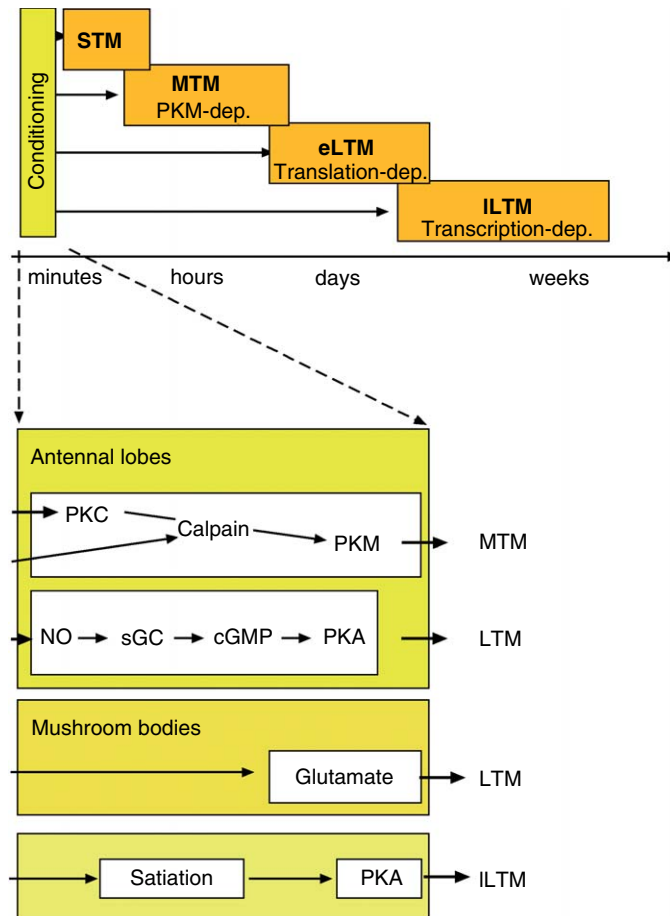 Conditioning
STM
MTM
PKM-dep.
eLTM
Translation-dep.
lLTM
Transcription-dep.
minutes hours days weeks
Antennal lobes
PKC
Calpain
PKM
MTM
NO sGC cGMP PKA
LTM
Mushroom bodies
Glutamate
LTM
Satiation PKA
lLTM